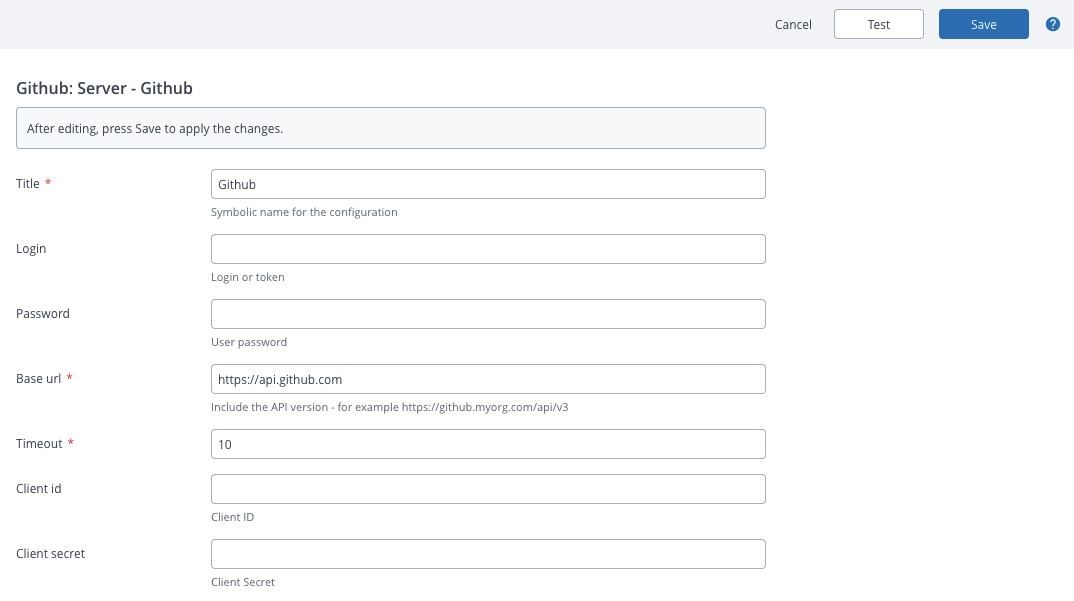 Cancel Test Save ?
Github: Server - Github
After editing, press Save to apply the changes.
Title * Github
Symbolic name for the configuration
Login
Login or token
Password
User password
Base url * https://api.github.com
Include the API version - for example https://github.myorg.com/api/v3
Timeout * 10
Client id
Client ID
Client secret
Client Secret